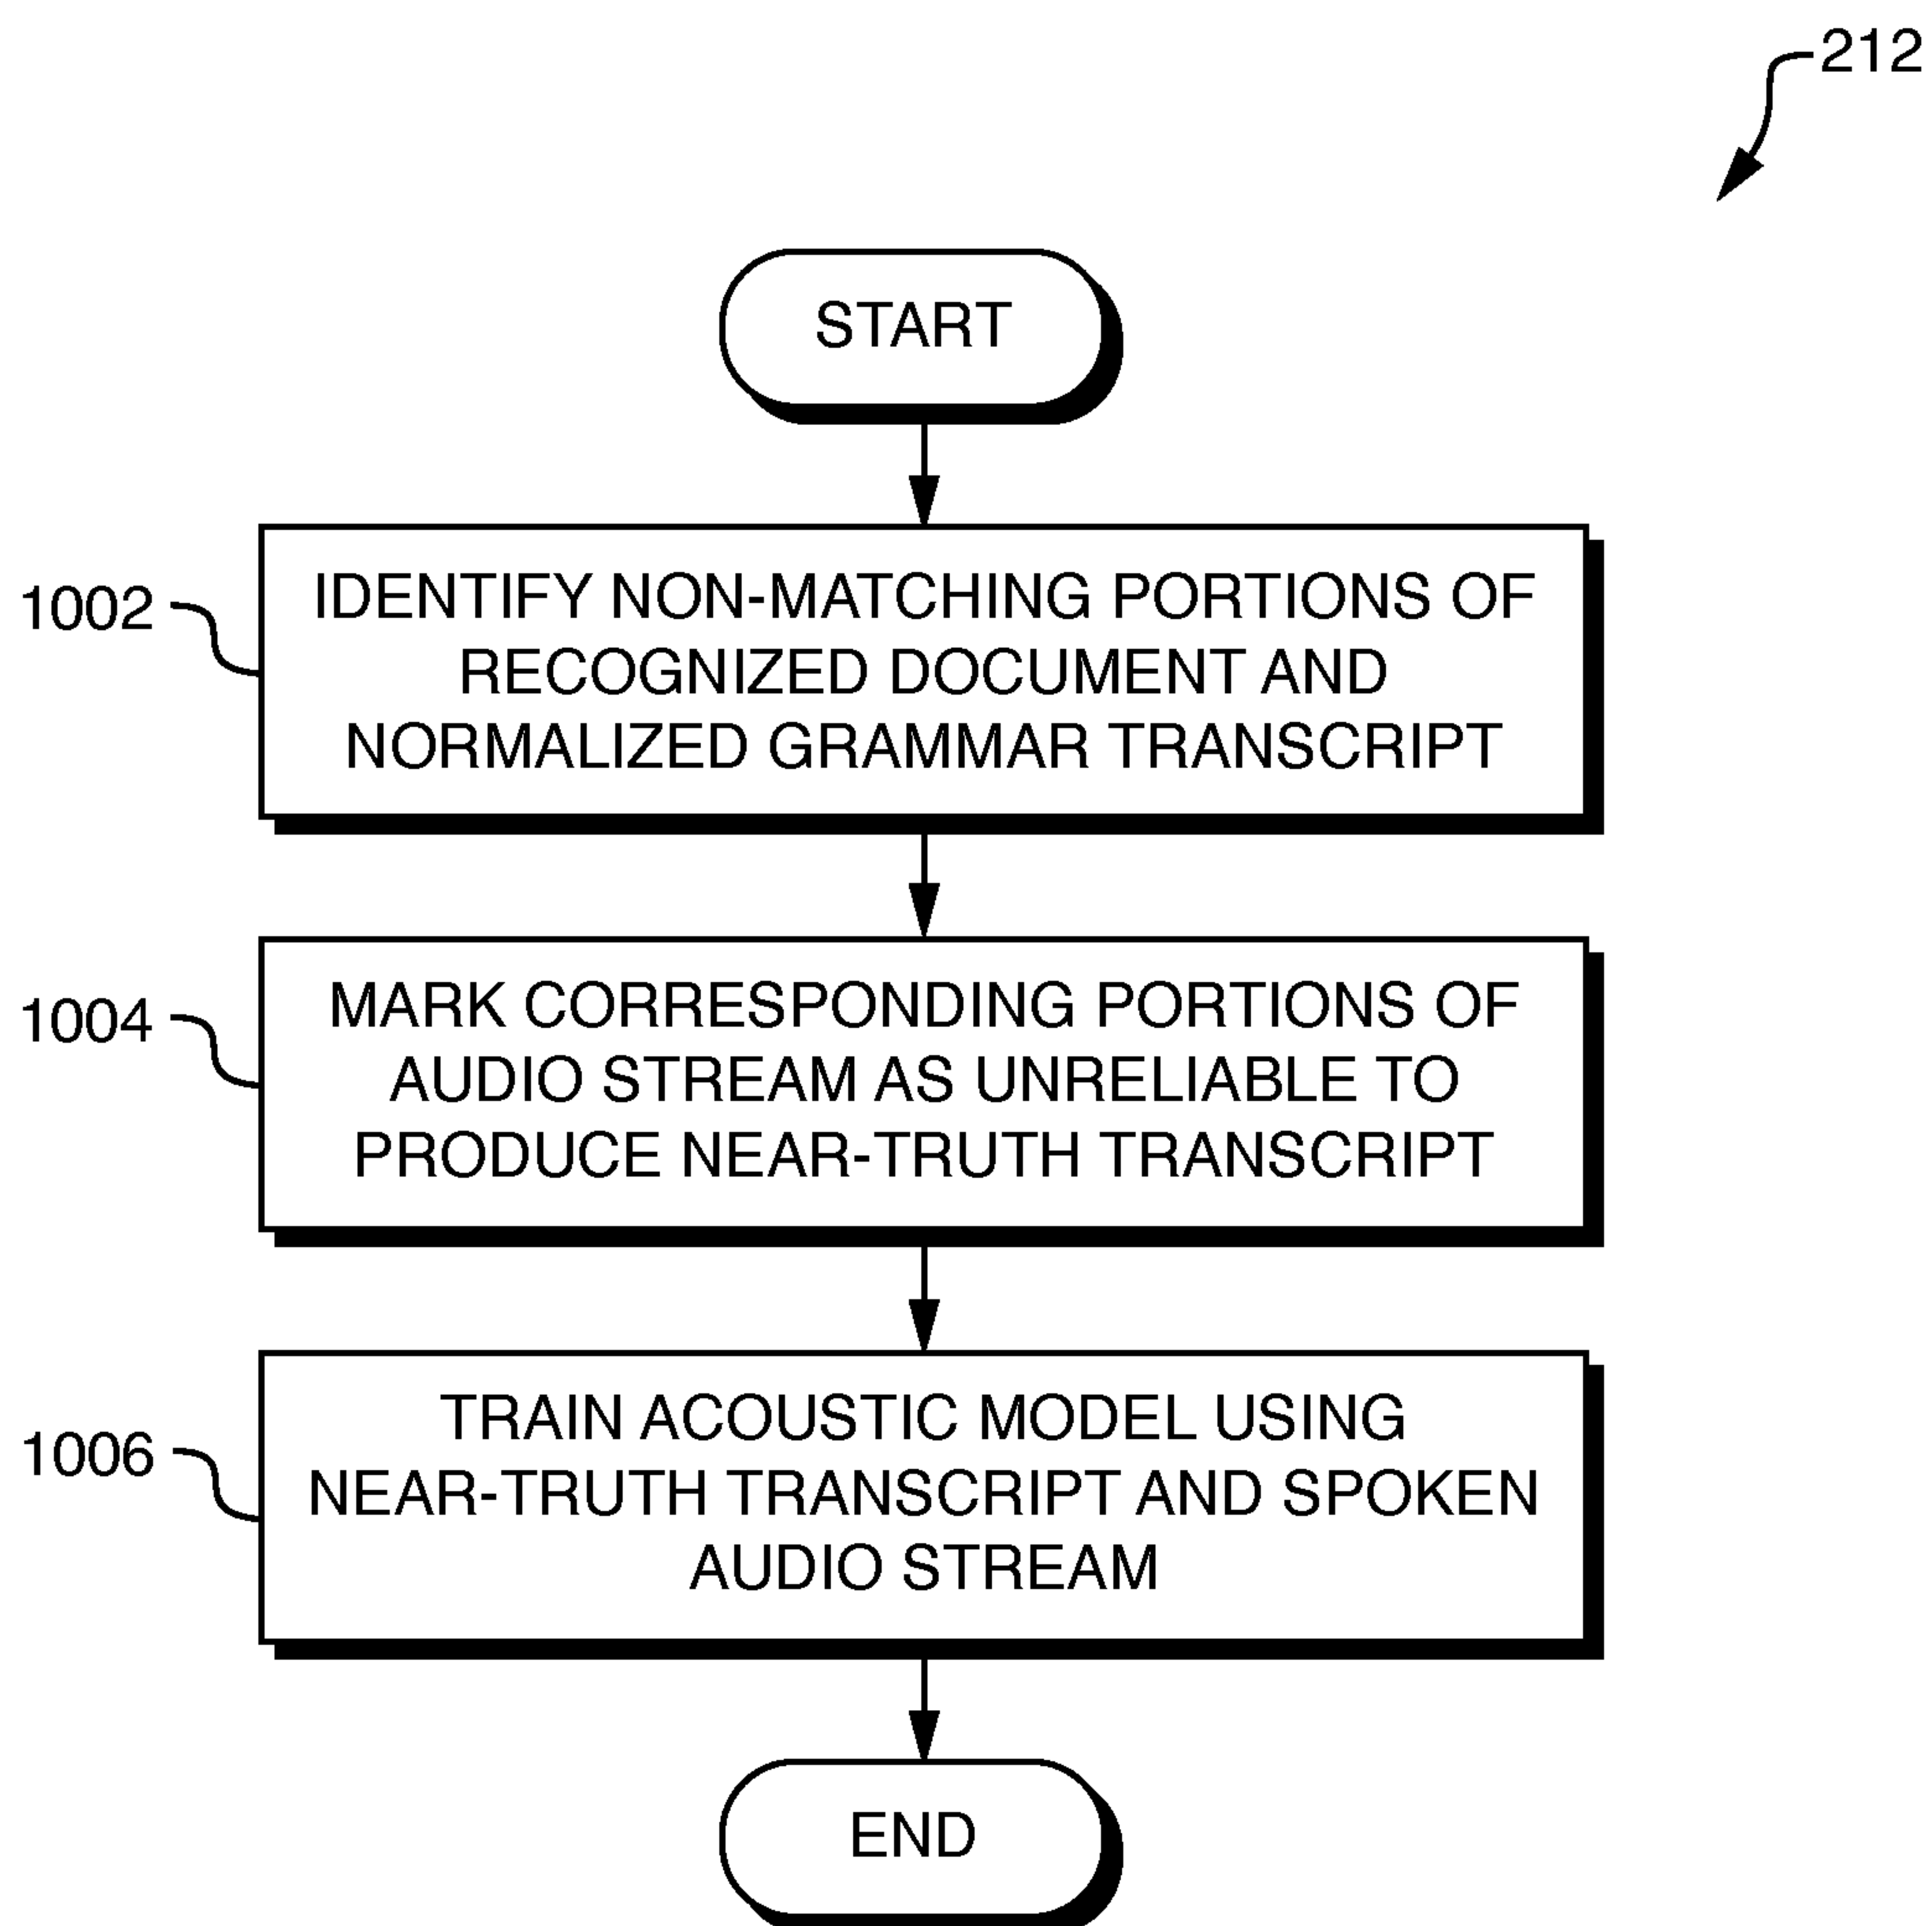 212
START
1002
IDENTIFY NON-MATCHING PORTIONS OF
RECOGNIZED DOCUMENT AND
NORMALIZED GRAMMAR TRANSCRIPT
1004
MARK CORRESPONDING PORTIONS OF
AUDIO STREAM AS UNRELIABLE TO
PRODUCE NEAR-TRUTH TRANSCRIPT
1006
TRAIN ACOUSTIC MODEL USING
NEAR-TRUTH TRANSCRIPT AND SPOKEN
AUDIO STREAM
END